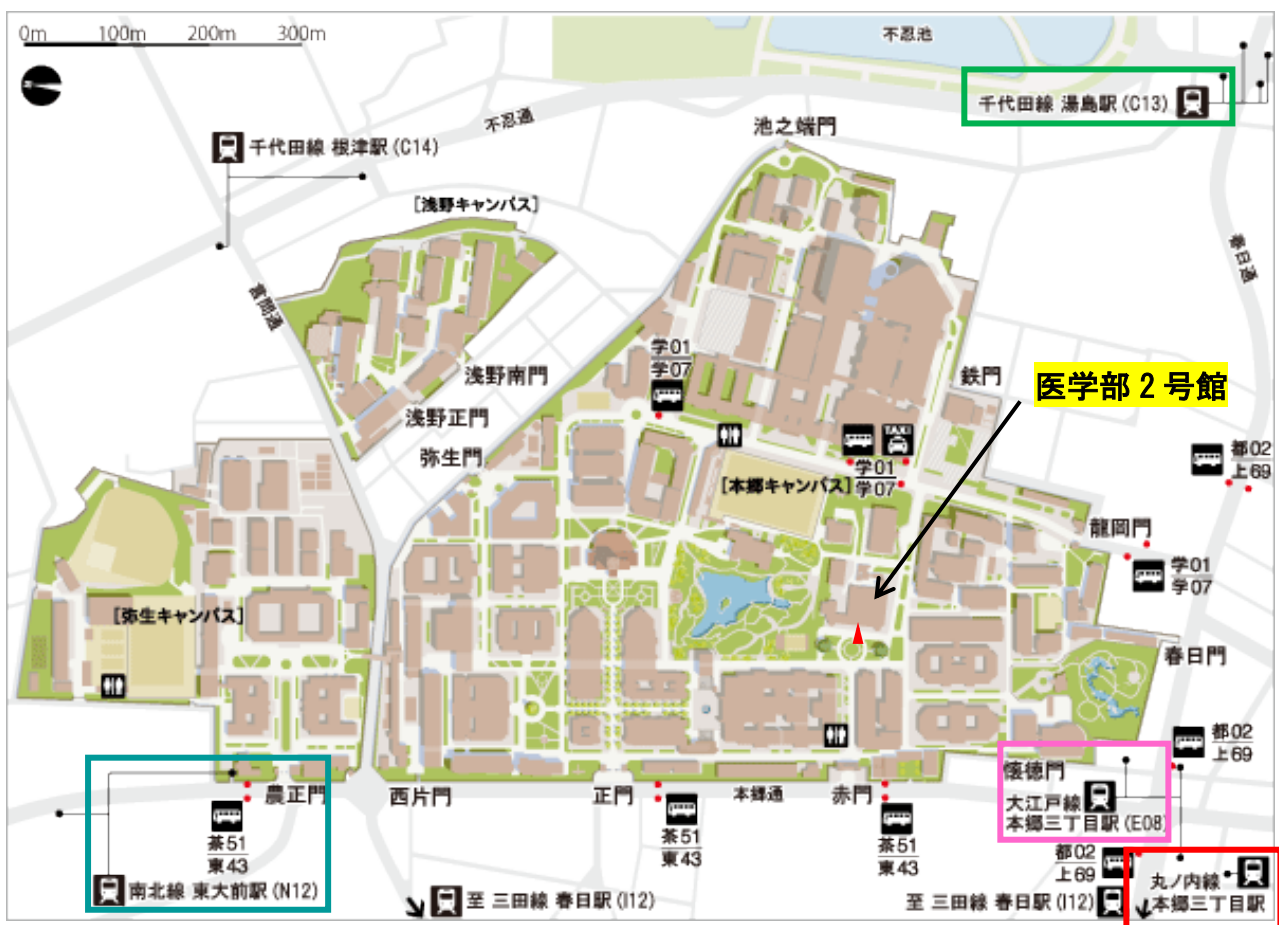 0m 100m 200m 300m
不忍池
千代田線 湯島駅(C13)
不忍通
池之端門
千代田線 根津駅(C14)
[浅野キャンパス]
春日通
言問通
学01
学07
浅野南門
鉄門
医学部2号館
浅野正門
弥生門
TAXI
学01
学07
[本郷キャンパス]
都02
上69
龍岡門
学01
学07
[弥生キャンパス]
春日門
都02
上69
懐徳門
大江戸線
本郷三丁目駅(E08)
農正門
西片門
正門
本郷通
赤門
茶51
東43
茶51
東43
茶51
東43
都02
上69
南北線 東大前駅(N12)
至 三田線 春日駅(I12)
至 三田線 春日駅(I12)
丸ノ内線
本郷三丁目駅